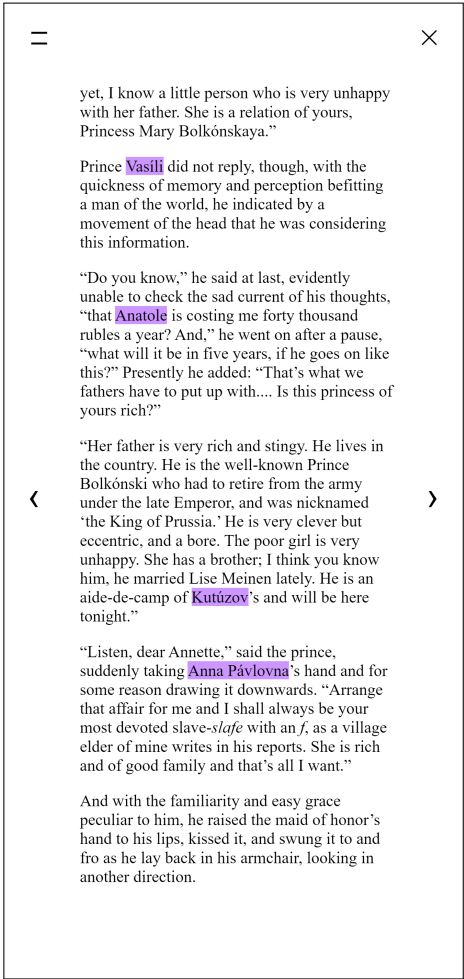 yet, I know a little person who is very unhappy
with her father. She is a relation of yours,
Princess Mary Bolkónskaya.”
Prince Vasíli did not reply, though, with the
quickness of memory and perception befitting
a man of the world, he indicated by a
movement of the head that he was considering
this information.
“Do you know,” he said at last, evidently
unable to check the sad current of his thoughts,
“that Anatole is costing me forty thousand
rubles a year? And,” he went on after a pause,
“what will it be in five years, if he goes on like
this?” Presently he added: “That’s what we
fathers have to put up with.... Is this princess of
yours rich?”
“Her father is very rich and stingy. He lives in
the country. He is the well-known Prince
Bolkónski who had to retire from the army
under the late Emperor, and was nicknamed
‘the King of Prussia.’ He is very clever but
eccentric, and a bore. The poor girl is very
unhappy. She has a brother; I think you know
him, he married Lise Meinen lately. He is an
aide-de-camp of Kutúzov’s and will be here
tonight.”
“Listen, dear Annette,” said the prince,
suddenly taking Anna Pávlovna’s hand and for
some reason drawing it downwards. “Arrange
that affair for me and I shall always be your
most devoted slave-slafe with an f, as a village
elder of mine writes in his reports. She is rich
and of good family and that’s all I want.”
And with the familiarity and easy grace
peculiar to him, he raised the maid of honor’s
hand to his lips, kissed it, and swung it to and
fro as he lay back in his armchair, looking in
another direction.